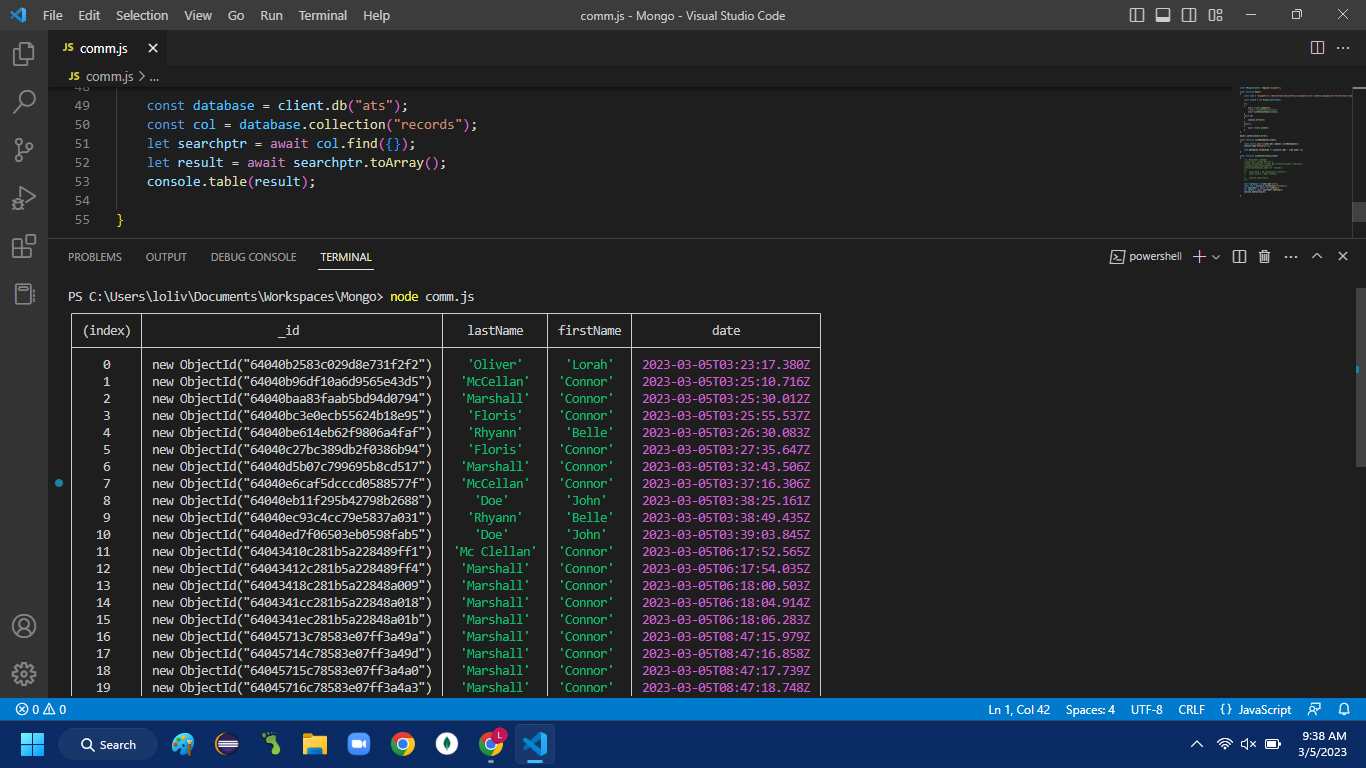 File Edit Selection View Go Run Terminal Help comm.js - Mongo - Visual Studio Code
JS comm.js
JS comm.js > ...
48
49 const database = client.db("ats");
50 const col = database.collection("records");
51 let searchptr = await col.find({});
52 let result = await searchptr.toArray();
53 console.table(result);
54
55 }
PROBLEMS OUTPUT DEBUG CONSOLE TERMINAL powershell
PS C:\Users\loliv\Documents\Workspaces\Mongo> node comm.js
(index) _id lastName firstName date
0 new ObjectId("64040b2583c029d8e731f2f2") 'Oliver' 'Lorah' 2023-03-05T03:23:17.380Z
1 new ObjectId("64040b96df10a6d9565e43d5") 'McCellan' 'Connor' 2023-03-05T03:25:10.716Z
2 new ObjectId("64040baa83faab5bd94d0794") 'Marshall' 'Connor' 2023-03-05T03:25:30.012Z
3 new ObjectId("64040bc3e0ecb55624b18e95") 'Floris' 'Connor' 2023-03-05T03:25:55.537Z
4 new ObjectId("64040be614eb62f9806a4faf") 'Rhyann' 'Belle' 2023-03-05T03:26:30.083Z
5 new ObjectId("64040c27bc389db2f0386b94") 'Floris' 'Connor' 2023-03-05T03:27:35.647Z
6 new ObjectId("64040d5b07c799695b8cd517") 'Marshall' 'Connor' 2023-03-05T03:32:43.506Z
7 new ObjectId("64040e6caf5dcccd0588577f") 'McCellan' 'Connor' 2023-03-05T03:37:16.306Z
8 new ObjectId("64040eb11f295b42798b2688") 'Doe' 'John' 2023-03-05T03:38:25.161Z
9 new ObjectId("64040ec93c4cc79e5837a031") 'Rhyann' 'Belle' 2023-03-05T03:38:49.435Z
10 new ObjectId("64040ed7f06503eb0598fab5") 'Doe' 'John' 2023-03-05T03:39:03.845Z
11 new ObjectId("64043410c281b5a228489ff1") 'Mc Clellan' 'Connor' 2023-03-05T06:17:52.565Z
12 new ObjectId("64043412c281b5a228489ff4") 'Marshall' 'Connor' 2023-03-05T06:17:54.035Z
13 new ObjectId("64043418c281b5a22848a009") 'Marshall' 'Connor' 2023-03-05T06:18:00.503Z
14 new ObjectId("6404341cc281b5a22848a018") 'Marshall' 'Connor' 2023-03-05T06:18:04.914Z
15 new ObjectId("6404341ec281b5a22848a01b") 'Marshall' 'Connor' 2023-03-05T06:18:06.283Z
16 new ObjectId("64045713c78583e07ff3a49a") 'Marshall' 'Connor' 2023-03-05T08:47:15.979Z
17 new ObjectId("64045714c78583e07ff3a49d") 'Marshall' 'Connor' 2023-03-05T08:47:16.858Z
18 new ObjectId("64045715c78583e07ff3a4a0") 'Marshall' 'Connor' 2023-03-05T08:47:17.739Z
19 new ObjectId("64045716c78583e07ff3a4a3") 'Marshall' 'Connor' 2023-03-05T08:47:18.748Z
0 0 Ln 1, Col 42 Spaces: 4 UTF-8 CRLF {} JavaScript
Search L 9:38 AM
3/5/2023